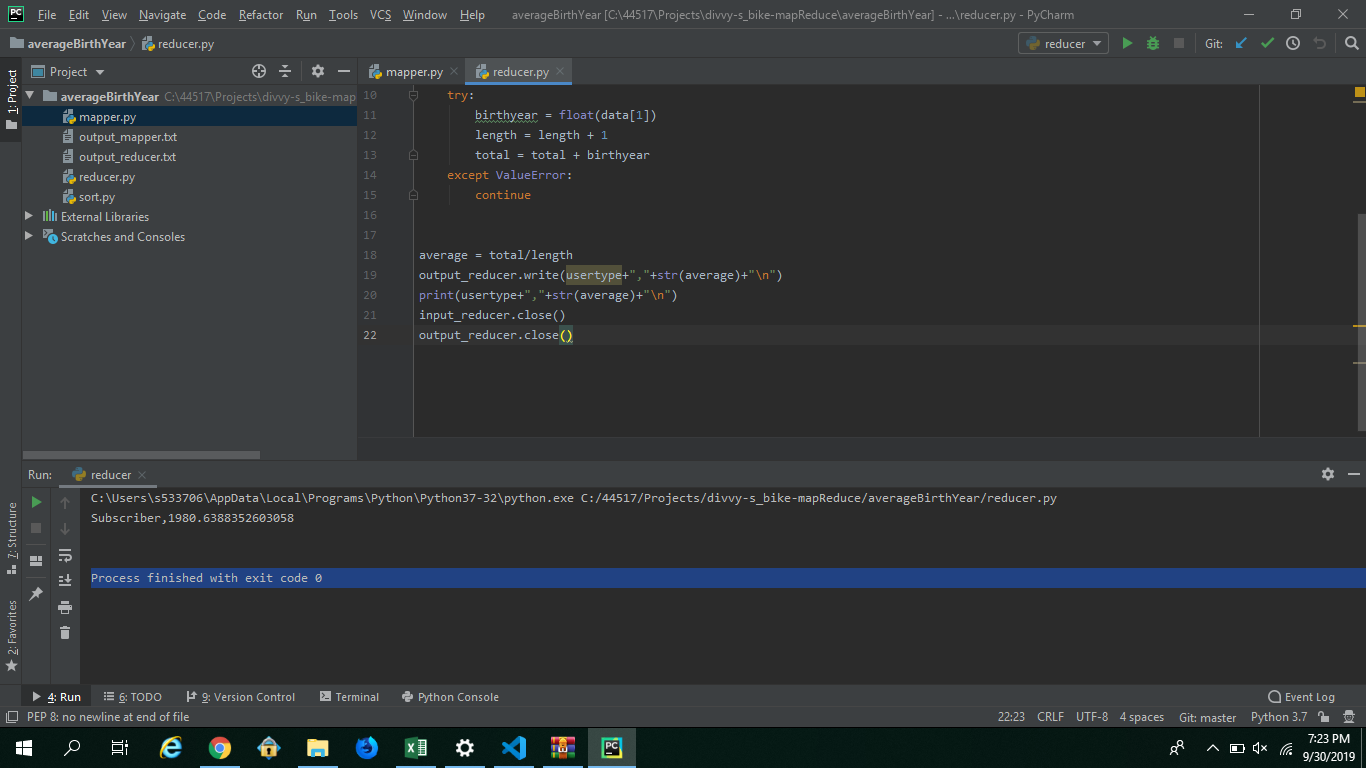 PC File Edit View Navigate Code Refactor Run Tools VCS Window Help averageBirthYear [C:\44517\Projects\divvy-s_bike-mapReduce\averageBirthYear] - ...\reducer.py - PyCharm
averageBirthYear reducer.py reducer Git:
1: Project
Project
mapper.py reducer.py
averageBirthYear C:\44517\Projects\divvy-s_bike-map
mapper.py
output_mapper.txt
output_reducer.txt
reducer.py
sort.py
External Libraries
Scratches and Consoles
10 try:
11 birthyear = float(data[1])
12 length = length + 1
13 total = total + birthyear
14 except ValueError:
15 continue
16
17
18 average = total/length
19 output_reducer.write(usertype+","+str(average)+"\n")
20 print(usertype+","+str(average)+"\n")
21 input_reducer.close()
22 output_reducer.close()
Run: reducer
C:\Users\s533706\AppData\Local\Programs\Python\Python37-32\python.exe C:/44517/Projects/divvy-s_bike-mapReduce/averageBirthYear/reducer.py
Subscriber,1980.6388352603058
Process finished with exit code 0
7: Structure
2: Favorites
4: Run 6: TODO 9: Version Control Terminal Python Console Event Log
PEP 8: no newline at end of file 22:23 CRLF UTF-8 4 spaces Git: master Python 3.7
PC
7:23 PM
9/30/2019